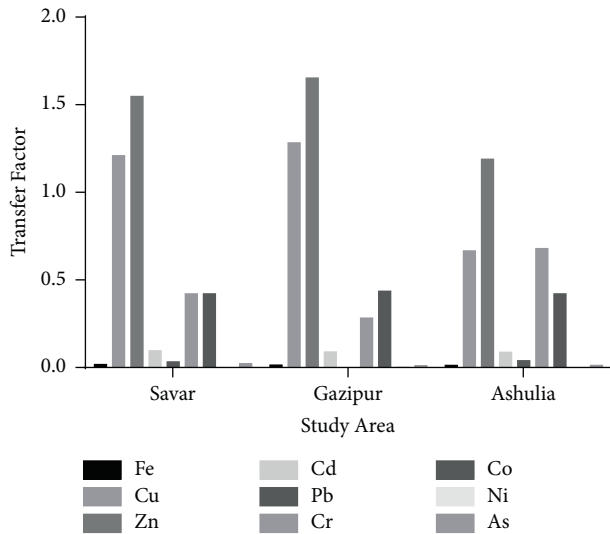 2.0
1.5
1.0
0.5
0.0
Transfer Factor
Savar
Gazipur
Ashulia
Study Area
Fe
Cu
Zn
Cd
Pb
Cr
Co
Ni
As